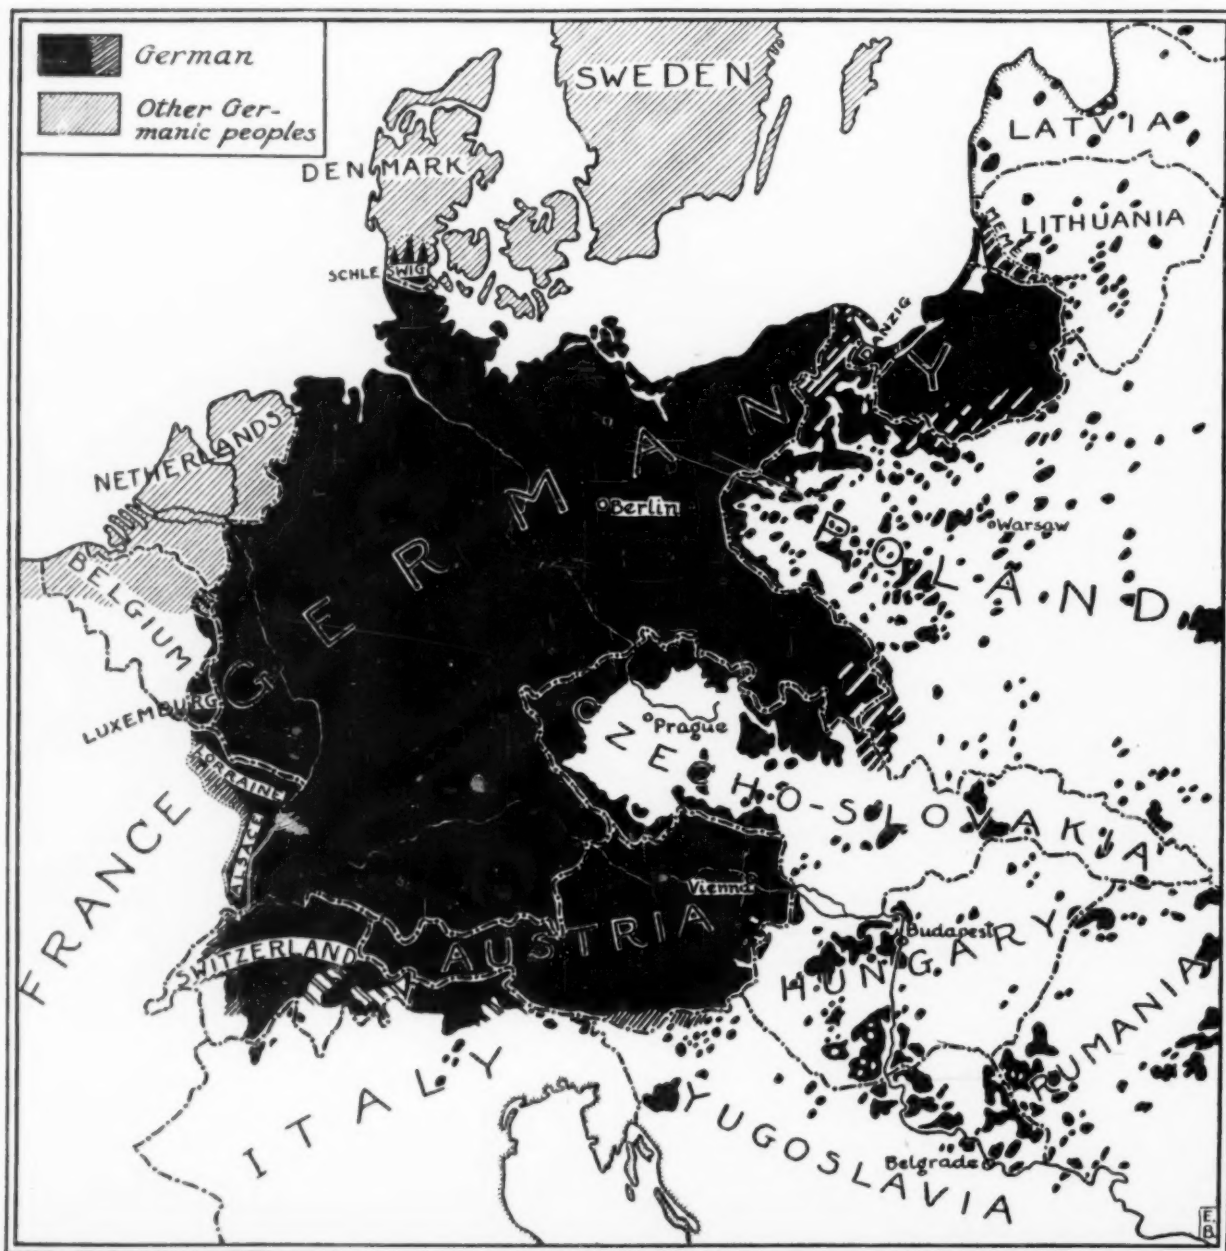 German
Other Ger-
manic peoples
SWEDEN
DENMARK
LATVIA
LITHUANIA
MEME
SCHLESWIG
DANZIG
NETHERLANDS
GERMANY
Berlin
POLAND
Warsaw
BELGIUM
LUXEMBURG
LORRAINE
ALSACE
FRANCE
CZECHO-SLOVAKIA
Prague
Vienna
AUSTRIA
SWITZERLAND
HUNGARY
Budapest
RUMANIA
ITALY
YUGOSLAVIA
Belgrade
E.
B.